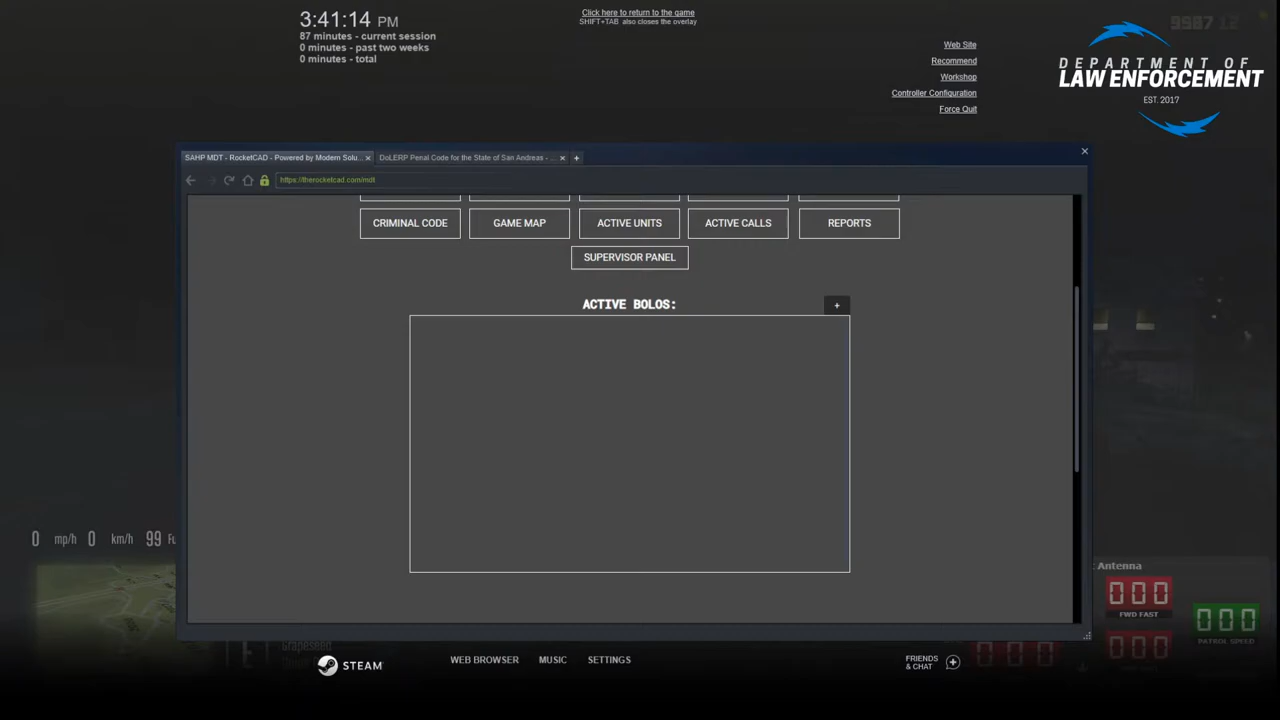 3:41:14 PM
87 minutes - current session
0 minutes - past two weeks
0 minutes - total
Click here to return to the game
SHIFT+TAB also closes the overlay
Web Site
Recommend
Workshop
Controller Configuration
Force Quit
DEPARTMENT OF
LAW ENFORCEMENT
EST. 2017
SAHP MDT - RocketCAD - Powered by Modern Solu...
DoLERP Penal Code for the State of San Andreas - ...
https://therocketcad.com/mdt
CRIMINAL CODE
GAME MAP
ACTIVE UNITS
ACTIVE CALLS
REPORTS
SUPERVISOR PANEL
ACTIVE BOLOS:
+
0 mp/h 0 km/h 99
Grapeseed
Antenna
000
FWD FAST
000
PATROL SPEED
000
000
STEAM
WEB BROWSER
MUSIC
SETTINGS
FRIENDS
& CHAT